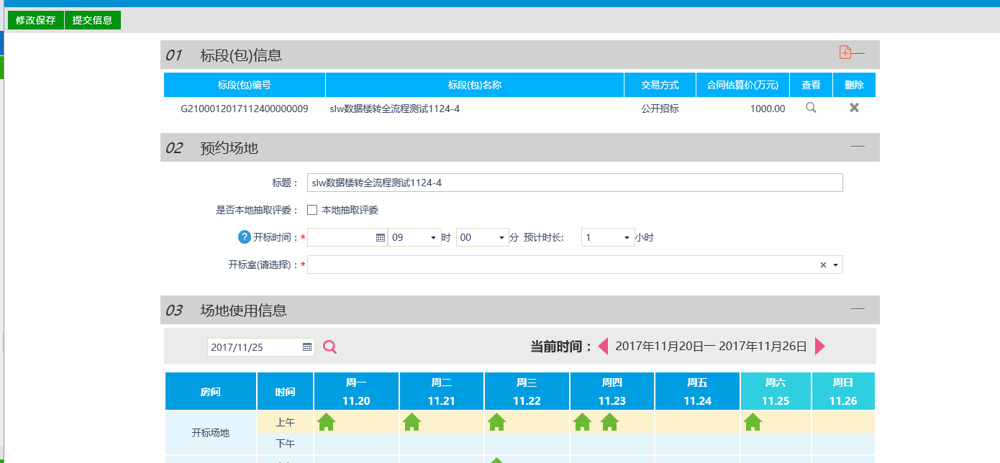 修改保存 提交信息
01 标段(包)信息
标段(包)编号 标段(包)名称 交易方式 合同估算价(万元) 查看 删除
G2100012017112400000009 slw数据楼转全流程测试1124-4 公开招标 1000.00
02 预约场地
标题： slw数据楼转全流程测试1124-4
是否本地抽取评委： 本地抽取评委
? 开标时间：* 09 时 00 分 预计时长: 1 小时
开标室(请选择)：*
03 场地使用信息
2017/11/25 当前时间： 2017年11月20日一 2017年11月26日
房间 时间 周一 周二 周三 周四 周五 周六 周日
11.20 11.21 11.22 11.23 11.24 11.25 11.26
开标场地 上午
下午